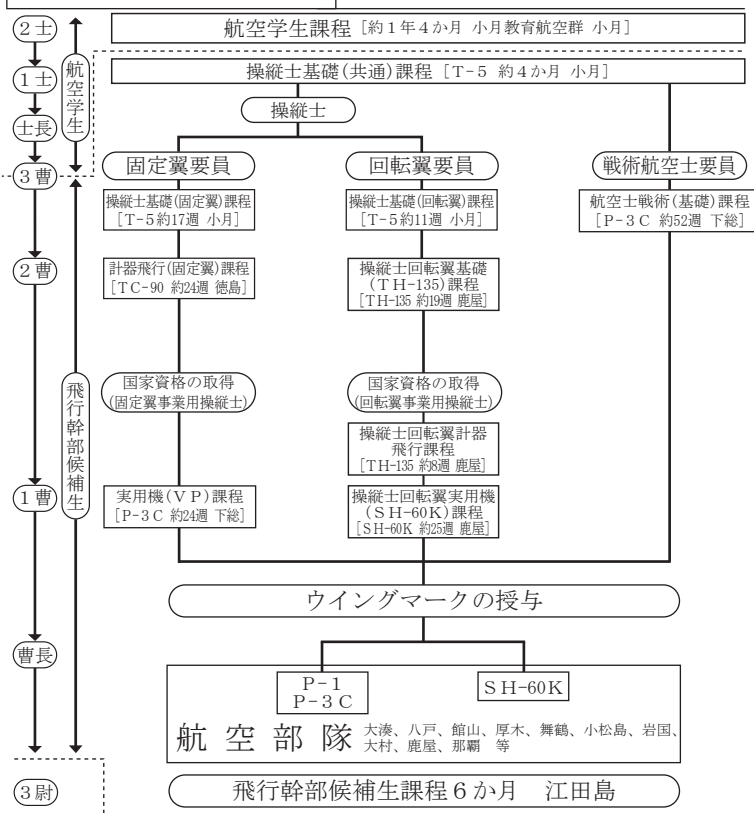 2士
航空学生課程 [約1年4か月 小月教育航空群 小月]
1士
航空学生
操縦士基礎(共通)課程 [T-5 約4か月 小月]
士長
操縦士
3曹
固定翼要員
回転翼要員
戦術航空士要員
操縦士基礎(固定翼)課程
[T-5約17週 小月]
操縦士基礎(回転翼)課程
[T-5約11週 小月]
航空士戦術(基礎)課程
[P-3C 約52週 下総]
2曹
計器飛行(固定翼)課程
[TC-90 約24週 徳島]
操縦士回転翼基礎
(TH-135)課程
[TH-135 約19週 鹿屋]
飛行幹部候補生
国家資格の取得
(固定翼事業用操縦士)
国家資格の取得
(回転翼事業用操縦士)
操縦士回転翼計器
飛行課程
[TH-135 約8週 鹿屋]
1曹
実用機(VP)課程
[P-3C 約24週 下総]
操縦士回転翼実用機
(SH-60K)課程
[SH-60K 約25週 鹿屋]
ウイングマークの授与
曹長
P-1
P-3C
SH-60K
航空部隊
大湊、八戸、館山、厚木、舞鶴、小松島、岩国、
大村、鹿屋、那覇 等
3尉
飛行幹部候補生課程6か月 江田島